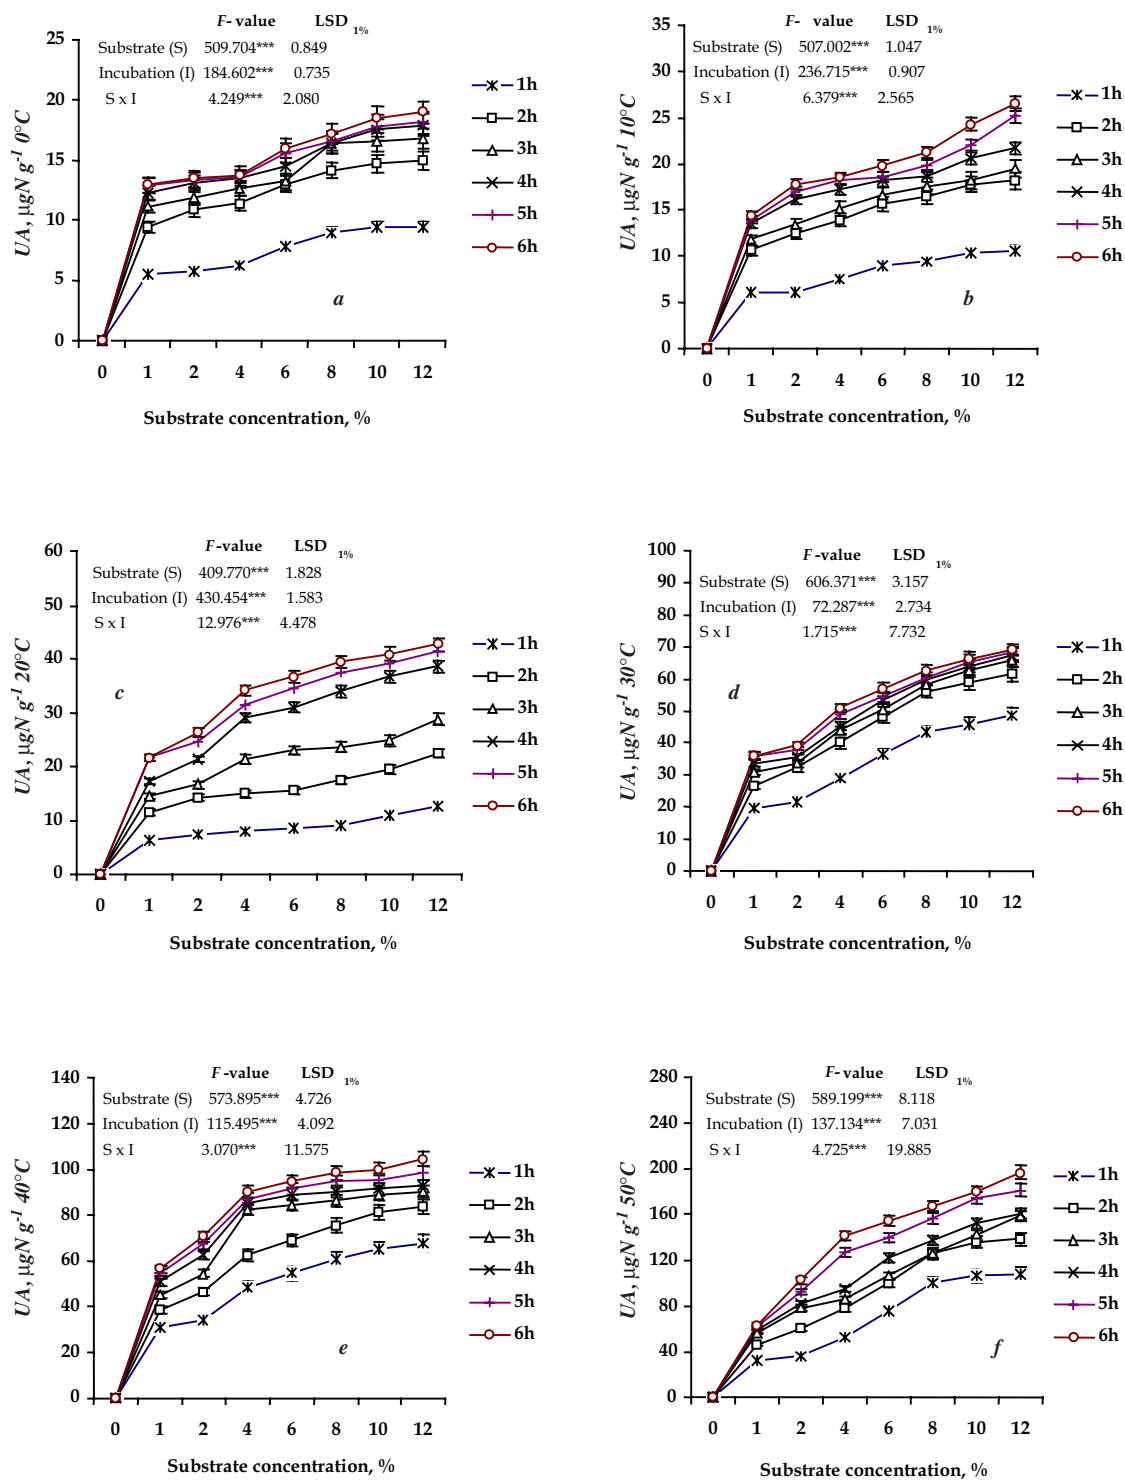 F- value LSD 1%
Substrate (S) 509.704*** 0.849
Incubation (I) 184.602*** 0.735
S x I 4.249*** 2.080
UA, µgN g-1 0°C
25
20
15
10
5
0
0 1 2 4 6 8 10 12
Substrate concentration, %
a
1h
2h
3h
4h
5h
6h
F- value LSD 1%
Substrate (S) 507.002*** 1.047
Incubation (I) 236.715*** 0.907
S x I 6.379*** 2.565
UA, µgN g-1 10°C
35
30
25
20
15
10
5
0
0 1 2 4 6 8 10 12
Substrate concentration, %
b
1h
2h
3h
4h
5h
6h
F-value LSD 1%
Substrate (S) 409.770*** 1.828
Incubation (I) 430.454*** 1.583
S x I 12.976*** 4.478
UA, µgN g-1 20°C
60
50
40
30
20
10
0
0 1 2 4 6 8 10 12
Substrate concentration, %
c
1h
2h
3h
4h
5h
6h
F-value LSD 1%
Substrate (S) 606.371*** 3.157
Incubation (I) 72.287*** 2.734
S x I 1.715*** 7.732
UA, µgN g-1 30°C
100
90
80
70
60
50
40
30
20
10
0
0 1 2 4 6 8 10 12
Substrate concentration, %
d
1h
2h
3h
4h
5h
6h
F-value LSD 1%
Substrate (S) 573.895*** 4.726
Incubation (I) 115.495*** 4.092
S x I 3.070*** 11.575
UA, µgN g-1 40°C
140
120
100
80
60
40
20
0
0 1 2 4 6 8 10 12
Substrate concentration, %
e
1h
2h
3h
4h
5h
6h
F- value LSD 1%
Substrate (S) 589.199*** 8.118
Incubation (I) 137.134*** 7.031
S x I 4.725*** 19.885
UA, µgN g-1 50°C
280
240
200
160
120
80
40
0
0 1 2 4 6 8 10 12
Substrate concentration, %
f
1h
2h
3h
4h
5h
6h